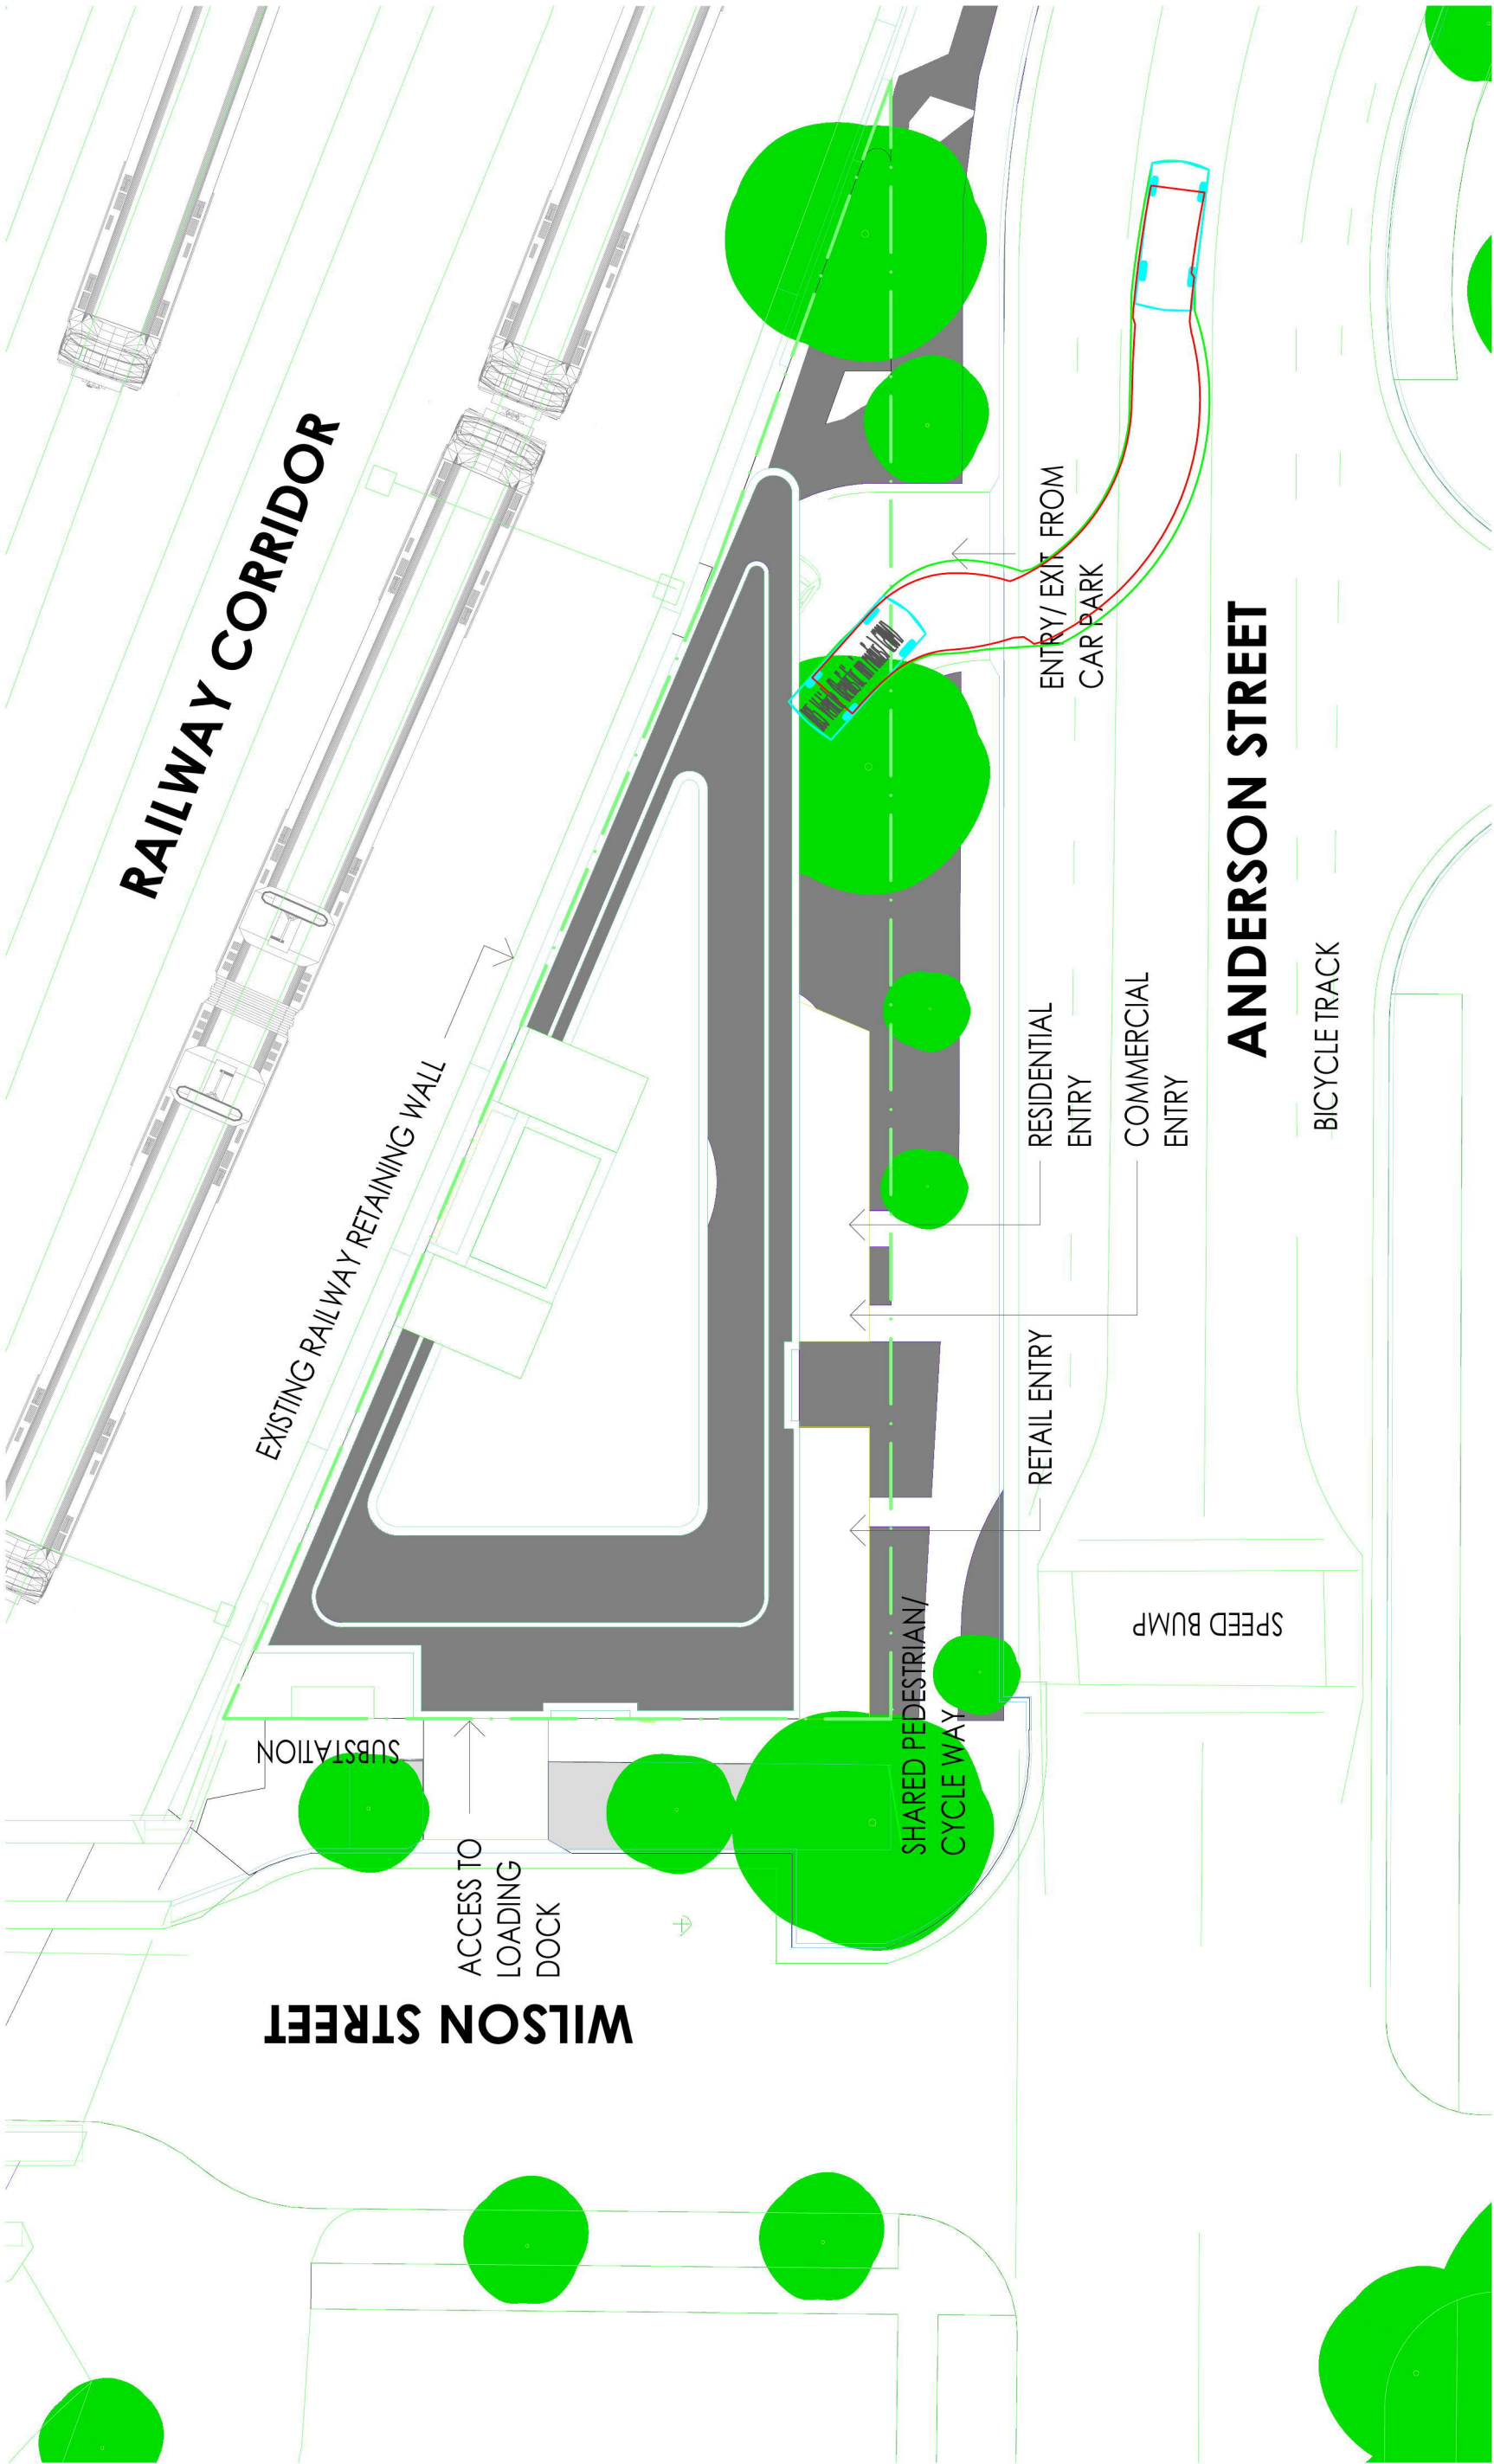 RAILWAY CORRIDOR
EXISTING RAILWAY RETAINING WALL
ENTRY/ EXIT FROM
CAR PARK
ANDERSON STREET
BICYCLE TRACK
RESIDENTIAL
ENTRY
COMMERCIAL
ENTRY
RETAIL ENTRY
SPEED BUMP
SHARED PEDESTRIAN/
CYCLE WAY
SUBSTATION
ACCESS TO
LOADING
DOCK
WILSON STREET